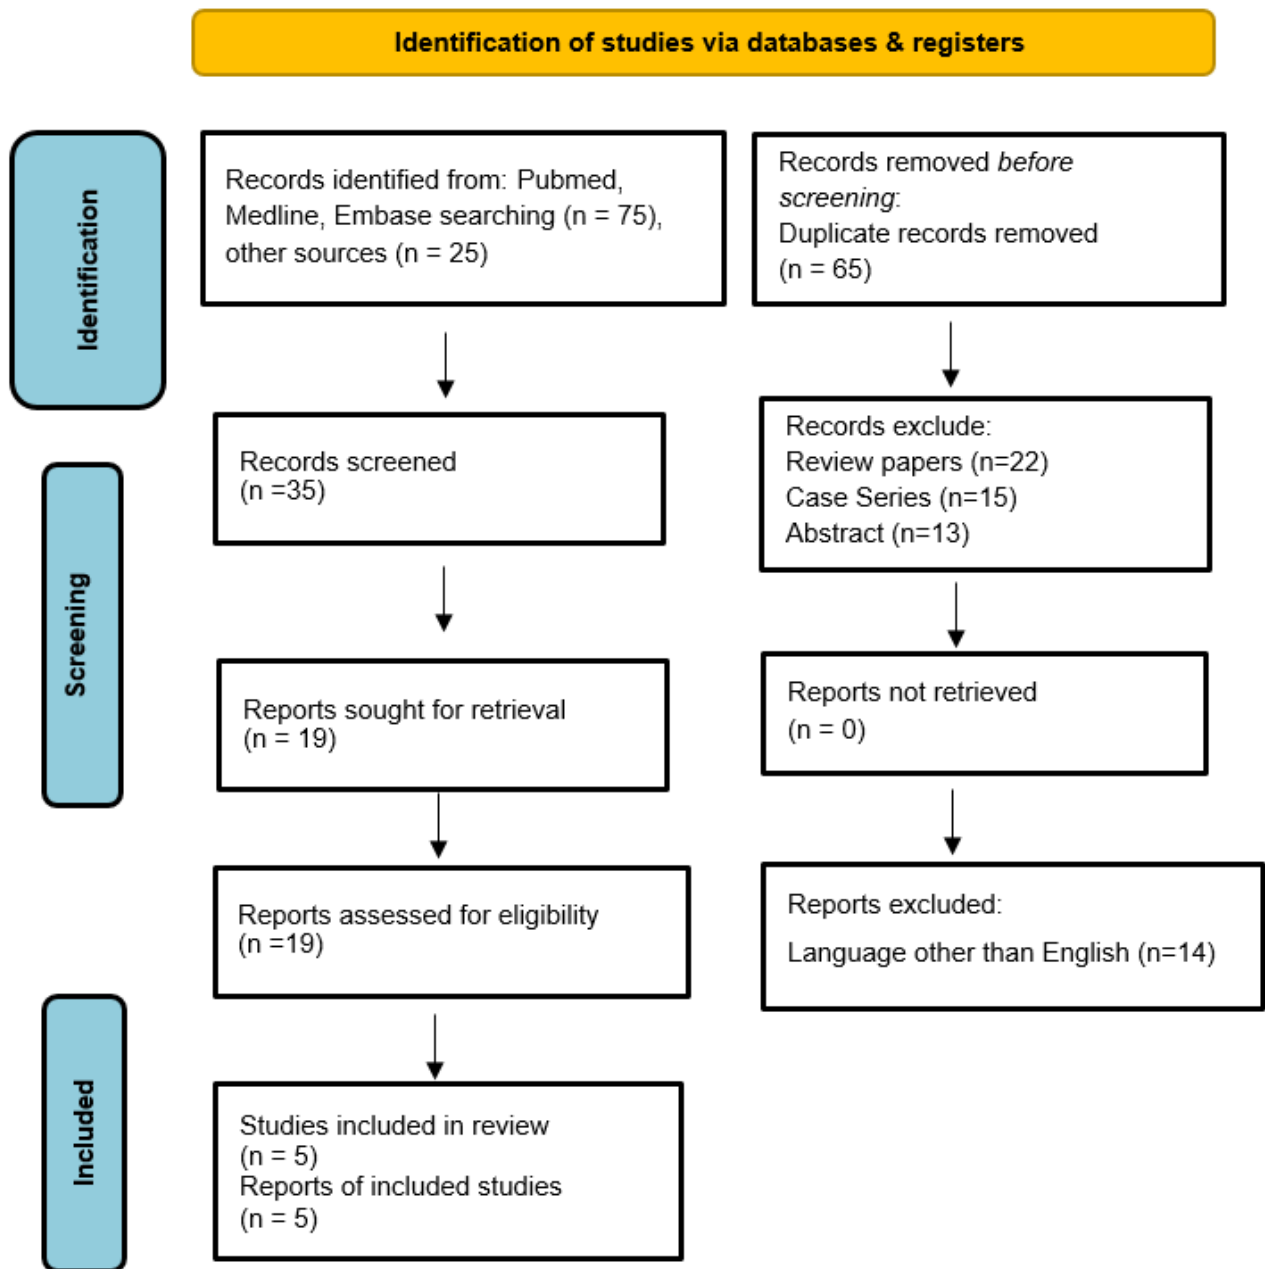 Identification of studies via databases & registers
Identification
Records identified from: Pubmed,
Medline, Embase searching (n = 75),
other sources (n = 25)
Records removed before
screening:
Duplicate records removed
(n = 65)
Records screened
(n =35)
Records exclude:
Review papers (n=22)
Case Series (n=15)
Abstract (n=13)
Screening
Reports sought for retrieval
(n = 19)
Reports not retrieved
(n = 0)
Reports assessed for eligibility
(n =19)
Reports excluded:
Language other than English (n=14)
Included
Studies included in review
(n = 5)
Reports of included studies
(n = 5)